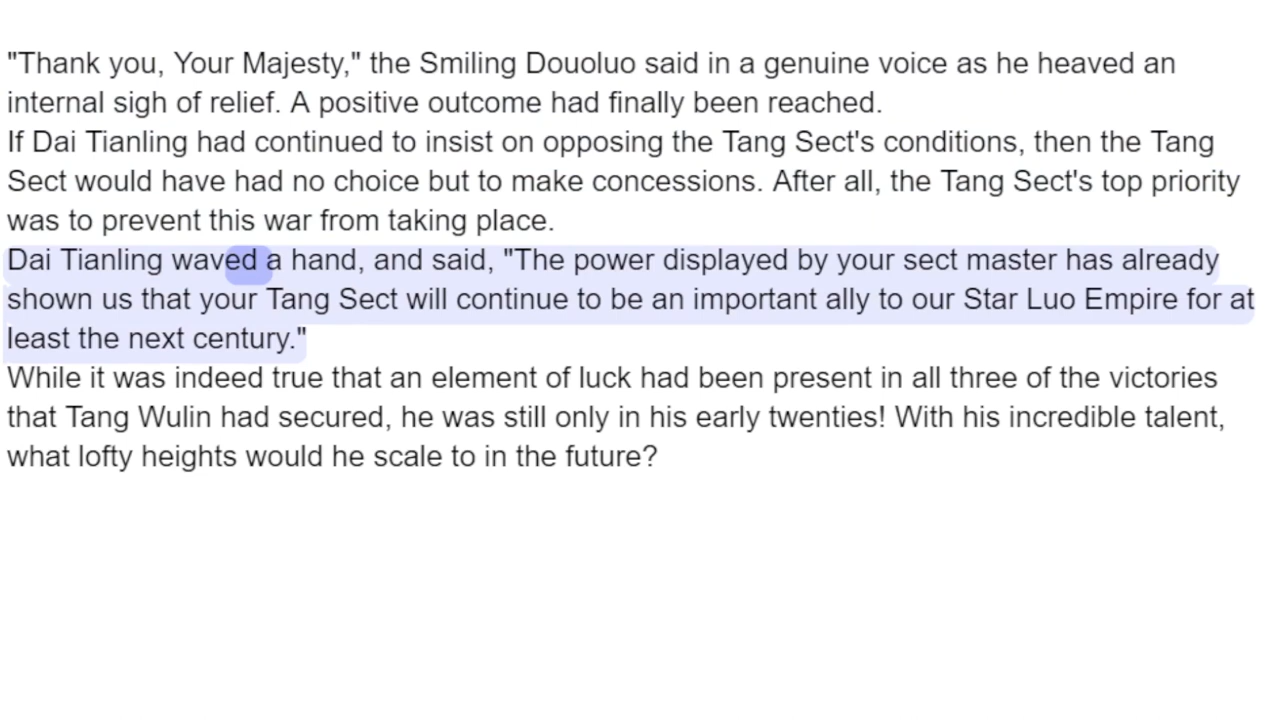 "Thank you, Your Majesty," the Smiling Douoluo said in a genuine voice as he heaved an
internal sigh of relief. A positive outcome had finally been reached.
If Dai Tianling had continued to insist on opposing the Tang Sect's conditions, then the Tang
Sect would have had no choice but to make concessions. After all, the Tang Sect's top priority
was to prevent this war from taking place.
Dai Tianling waved a hand, and said, "The power displayed by your sect master has already
shown us that your Tang Sect will continue to be an important ally to our Star Luo Empire for at
least the next century."
While it was indeed true that an element of luck had been present in all three of the victories
that Tang Wulin had secured, he was still only in his early twenties! With his incredible talent,
what lofty heights would he scale to in the future?